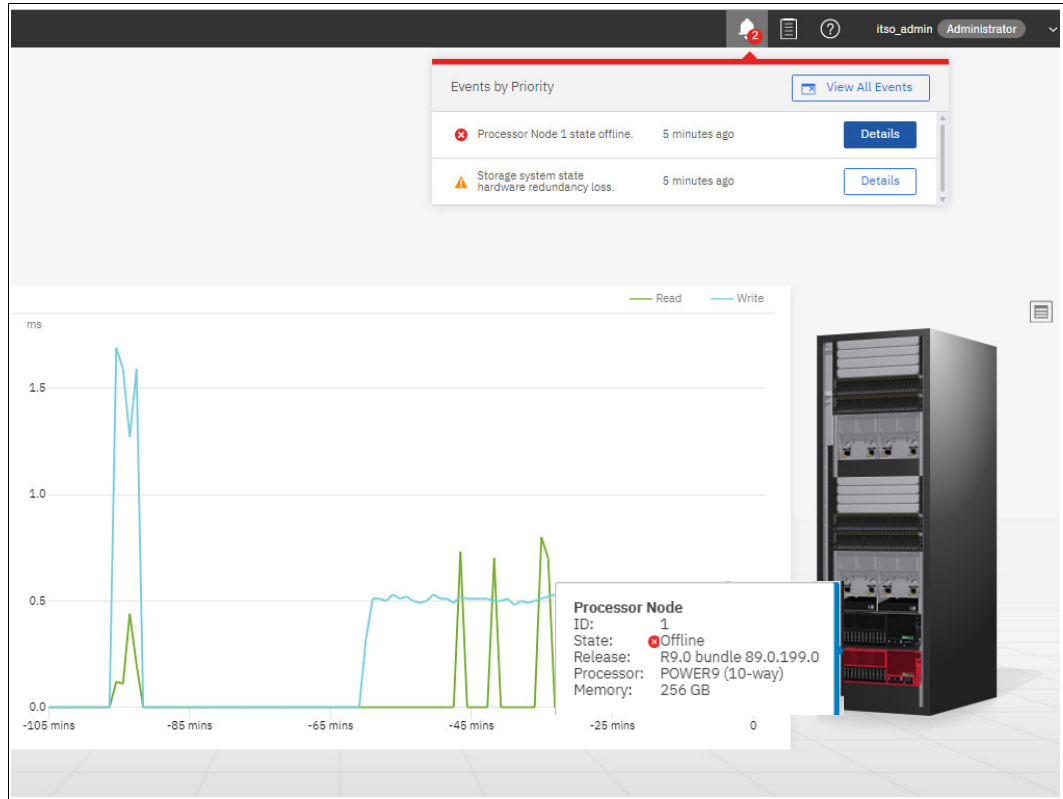 2
itso_admin Administrator
Events by Priority
View All Events
Processor Node 1 state offline.
5 minutes ago
Details
Storage system state
hardware redundancy loss.
5 minutes ago
Details
Read
Write
ms
1.5
1.0
0.5
0.0
-105 mins
-85 mins
-65 mins
-45 mins
-25 mins
0
Processor Node
ID: 1
State: Offline
Release: R9.0 bundle 89.0.199.0
Processor: POWER9 (10-way)
Memory: 256 GB